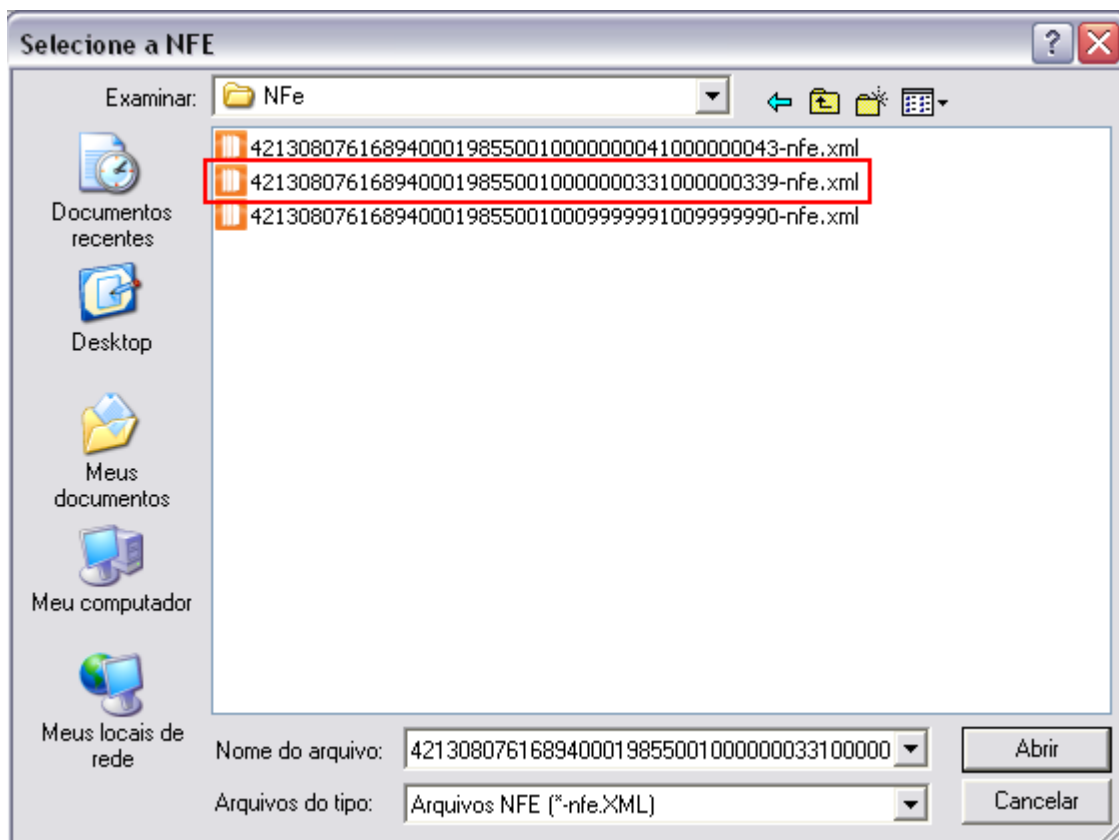 Selecione a NFE
Examinar:
NFe
42130807616894000198550010000000041000000043-nfe.xml
42130807616894000198550010000000331000000339-nfe.xml
42130807616894000198550010009999991009999990-nfe.xml
Documentos
recentes
Desktop
Meus
documentos
Meu computador
Meus locais de
rede
Nome do arquivo:
4213080761689400019855001000000033100000
Abrir
Arquivos do tipo:
Arquivos NFE (*-nfe.XML)
Cancelar